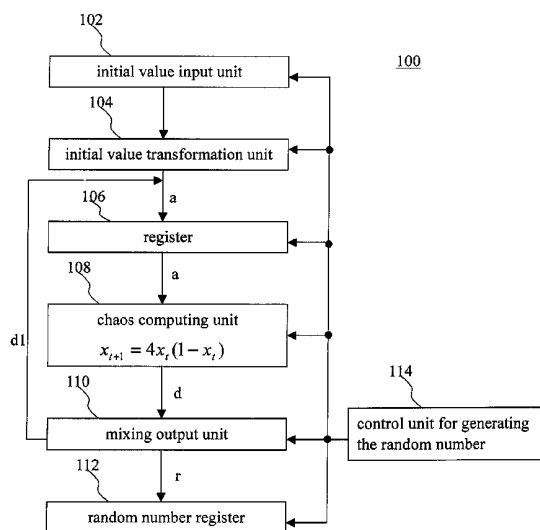 102
initial value input unit
100
104
initial value transformation unit
106
a
register
108
a
chaos computing unit
x_{t+1} = 4x_t(1 − x_t)
d1
110
d
114
mixing output unit
control unit for generating
the random number
112
r
random number register